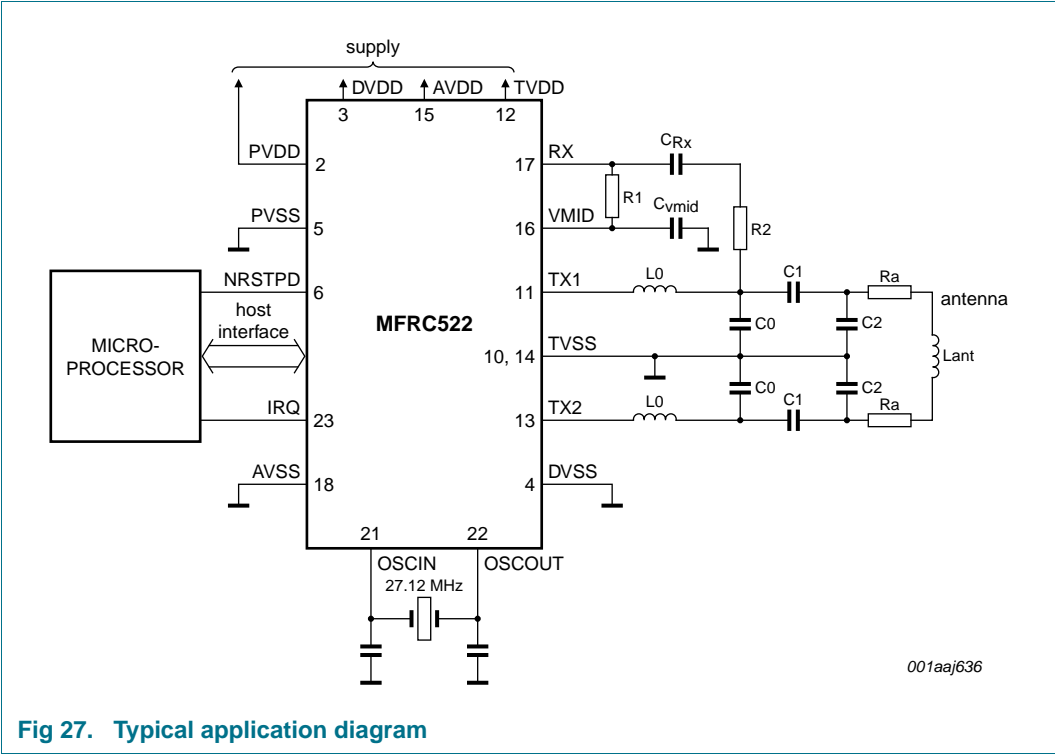 supply
DVDD AVDD TVDD
3 15 12
PVDD 2
17 RX
CRx
R1
PVSS 5
16 VMID
Cvmid
R2
NRSTPD 6
11 TX1
L0
C1
Ra
antenna
host
interface
MFRC522
MICRO-
PROCESSOR
C0
C2
10, 14 TVSS
Lant
C0
C2
IRQ 23
13 TX2
L0
C1
Ra
AVSS 18
4 DVSS
21 22
OSCIN OSCOUT
27.12 MHz
001aaj636
Fig 27. Typical application diagram